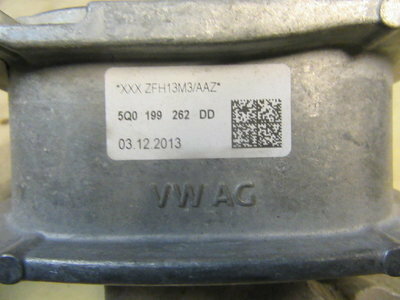 *XXX ZFH13M3/AAZ*
5Q0 199 262 DD
03.12.2013
VW AG